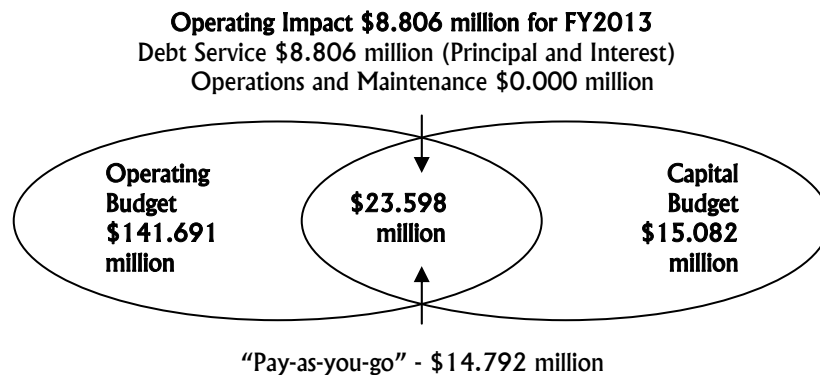 Operating Impact $8.806 million for FY2013
Debt Service $8.806 million (Principal and Interest)
Operations and Maintenance $0.000 million
Operating
Budget
$141.691
million
$23.598
million
Capital
Budget
$15.082
million
“Pay-as-you-go” - $14.792 million